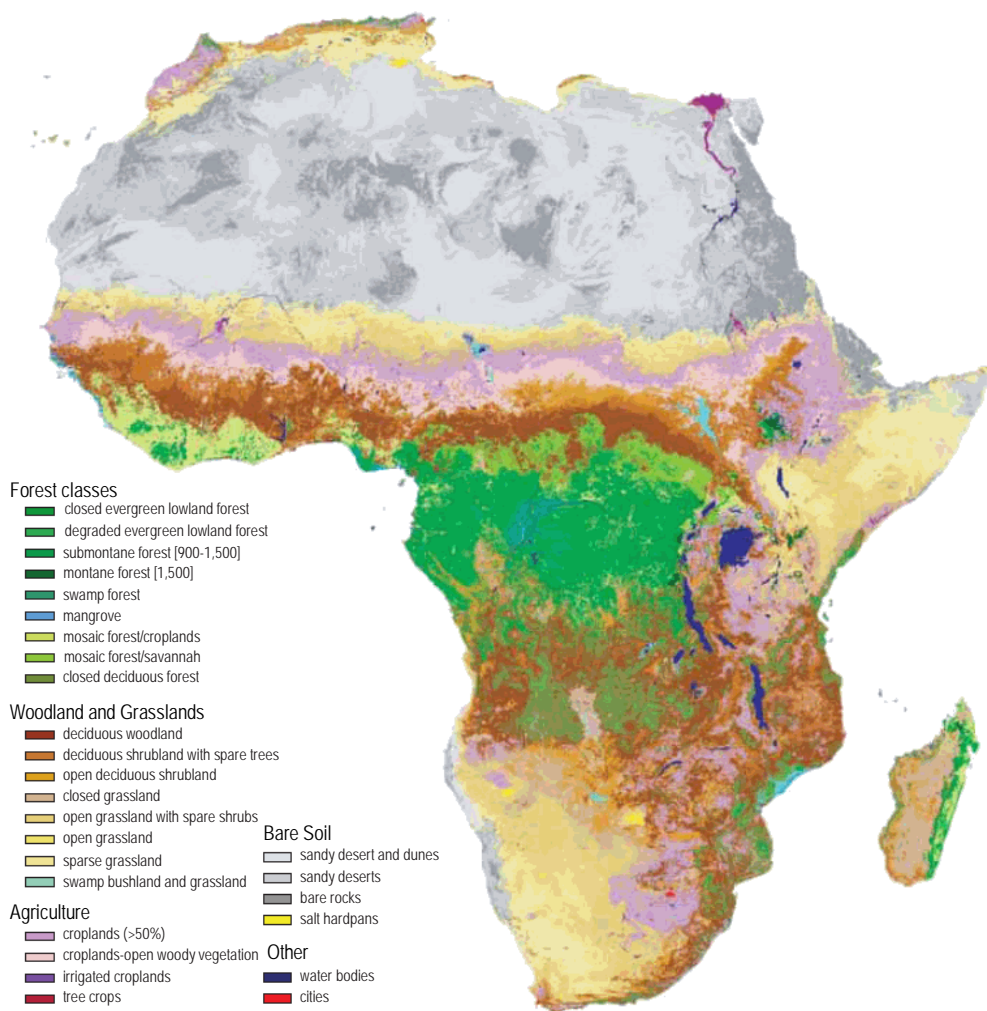 Forest classes
closed evergreen lowland forest
degraded evergreen lowland forest
submontane forest [900-1,500]
montane forest [1,500]
swamp forest
mangrove
mosaic forest/croplands
mosaic forest/savannah
closed deciduous forest
Woodland and Grasslands
deciduous woodland
deciduous shrubland with spare trees
open deciduous shrubland
closed grassland
open grassland with spare shrubs
open grassland
sparse grassland
swamp bushland and grassland
Agriculture
croplands (>50%)
croplands-open woody vegetation
irrigated croplands
tree crops
Bare Soil
sandy desert and dunes
sandy deserts
bare rocks
salt hardpans
Other
water bodies
cities